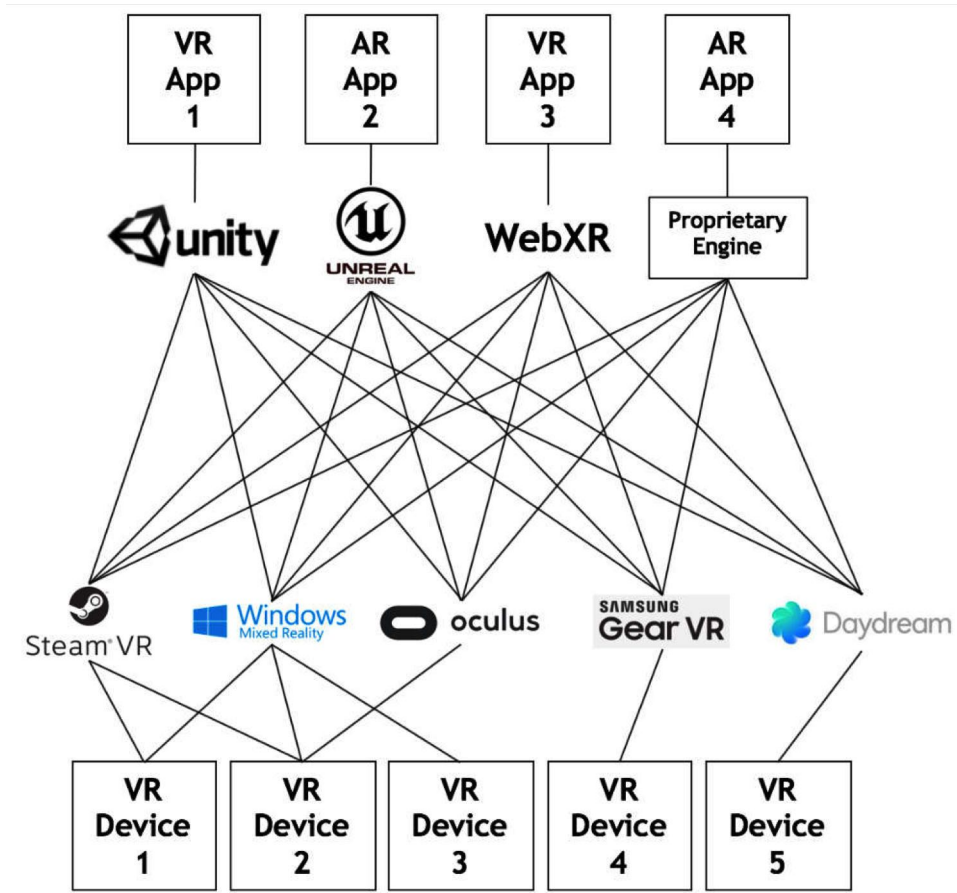 VR
App
1
AR
App
2
VR
App
3
AR
App
4
unity
UNREAL
ENGINE
WebXR
Proprietary
Engine
Steam VR
Windows
Mixed Reality
oculus
SAMSUNG
Gear VR
Daydream
VR
Device
1
VR
Device
2
VR
Device
3
VR
Device
4
VR
Device
5